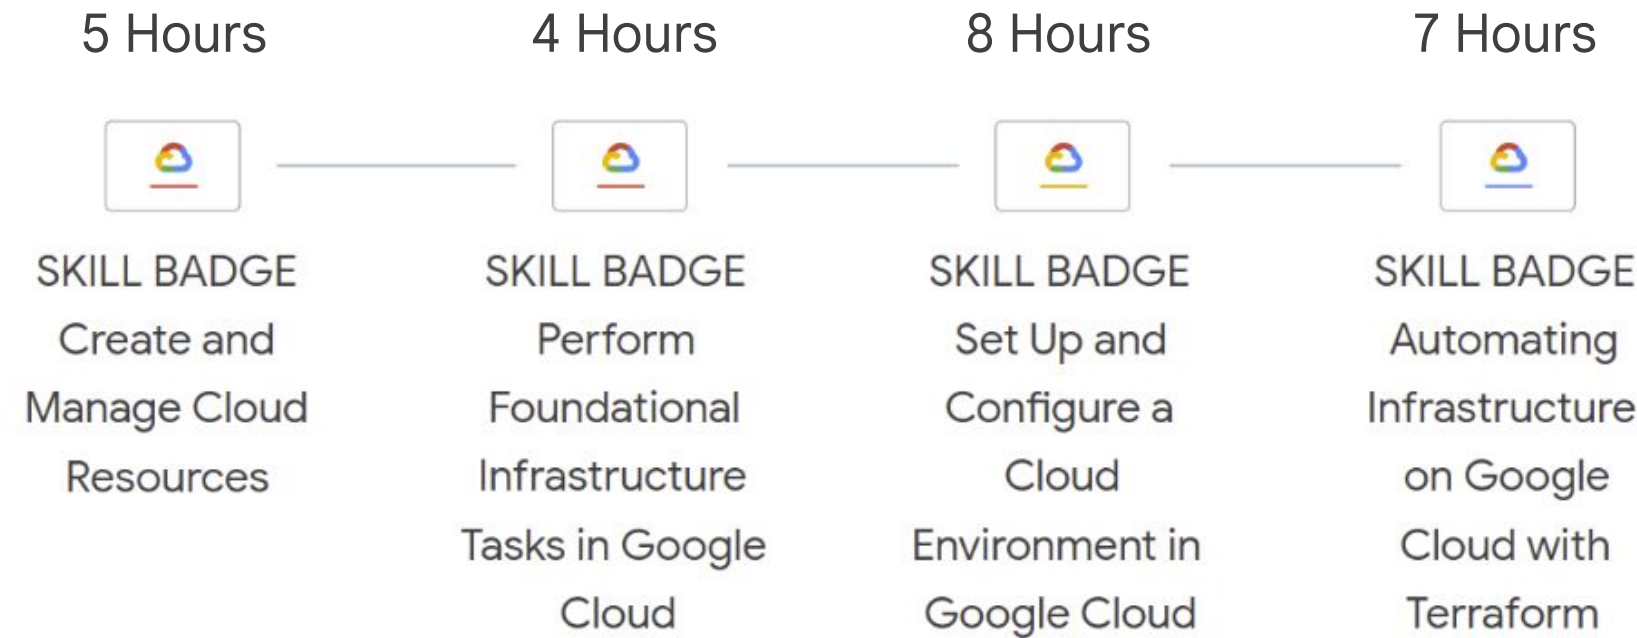 5 Hours
4 Hours
8 Hours
7 Hours
SKILL BADGE
Create and
Manage Cloud
Resources
SKILL BADGE
Perform
Foundational
Infrastructure
Tasks in Google
Cloud
SKILL BADGE
Set Up and
Configure a
Cloud
Environment in
Google Cloud
SKILL BADGE
Automating
Infrastructure
on Google
Cloud with
Terraform